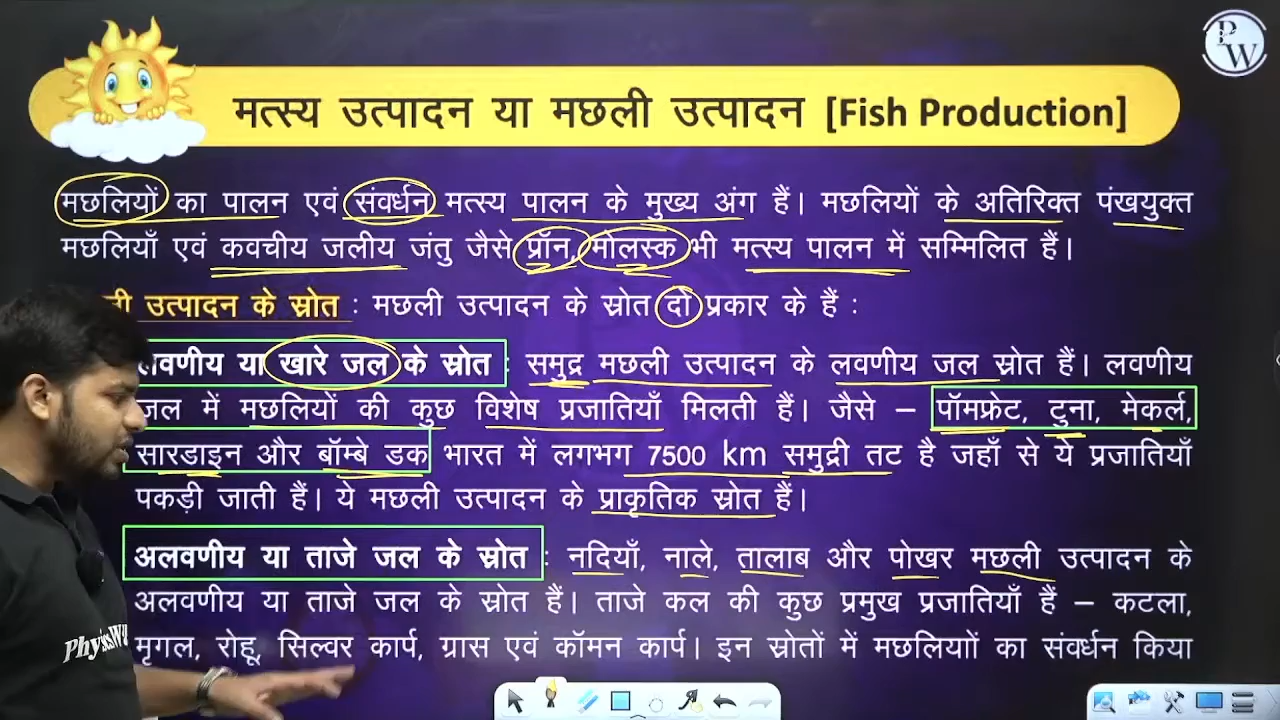 PW
मत्स्य उत्पादन या मछली उत्पादन [Fish Production]
मछलियों का पालन एवं संवर्धन मत्स्य पालन के मुख्य अंग हैं। मछलियों के अतिरिक्त पंखयुक्त
मछलियाँ एवं कवचीय जलीय जंतु जैसे प्रॉन, मोलस्क भी मत्स्य पालन में सम्मिलित हैं।
उत्पादन के स्रोत : मछली उत्पादन के स्रोत दो प्रकार के हैं :
लवणीय या खारे जल के स्रोत : समुद्र मछली उत्पादन के लवणीय जल स्रोत हैं। लवणीय
जल में मछलियों की कुछ विशेष प्रजातियाँ मिलती हैं। जैसे – पॉमफ्रेट, टुना, मेकर्ल,
सारडाइन और बॉम्बे डक भारत में लगभग 7500 km समुद्री तट है जहाँ से ये प्रजातियाँ
पकड़ी जाती हैं। ये मछली उत्पादन के प्राकृतिक स्रोत हैं।
अलवणीय या ताजे जल के स्रोत : नदियाँ, नाले, तालाब और पोखर मछली उत्पादन के
अलवणीय या ताजे जल के स्रोत हैं। ताजे कल की कुछ प्रमुख प्रजातियाँ हैं – कटला,
मृगल, रोहू, सिल्वर कार्प, ग्रास एवं कॉमन कार्प। इन स्रोतों में मछलियाों का संवर्धन किया